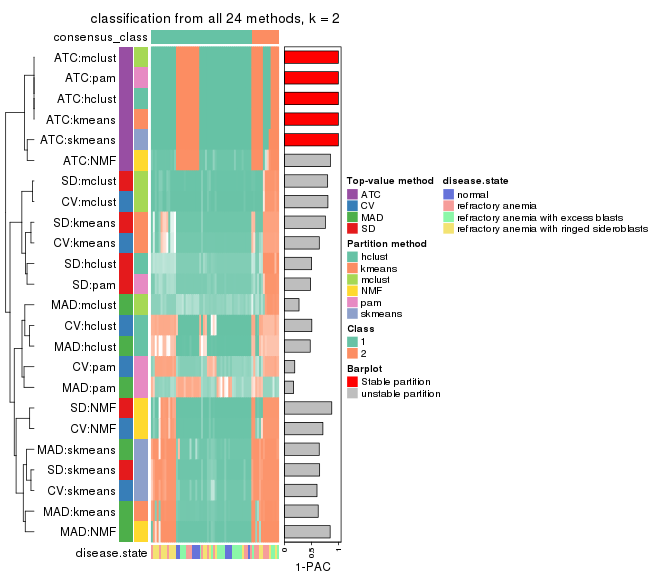 classification from all 24 methods, k = 2
consensus_class
ATC:mclust
ATC:pam
ATC:hclust
ATC:kmeans
ATC:skmeans
ATC:NMF
SD:mclust
CV:mclust
SD:kmeans
CV:kmeans
SD:hclust
SD:pam
MAD:mclust
CV:hclust
MAD:hclust
CV:pam
MAD:pam
SD:NMF
CV:NMF
MAD:skmeans
SD:skmeans
CV:skmeans
MAD:kmeans
MAD:NMF
disease.state
0
0.5
1
1-PAC
Top-value method
ATC
CV
MAD
SD
Partition method
hclust
kmeans
mclust
NMF
pam
skmeans
Class
1
2
Barplot
Stable partition
unstable partition
disease.state
normal
refractory anemia
refractory anemia with excess blasts
refractory anemia with ringed sideroblasts